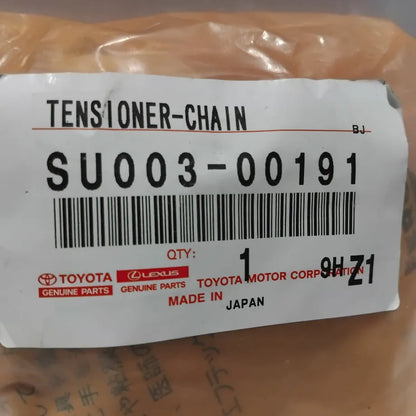 TENSIONER-CHAIN
BJ
SU003-00191
QTY: 1
9H Z1
TOYOTA LEXUS TOYOTA MOTOR CORPORATION
GENUINE PARTS GENUINE PARTS
MADE IN JAPAN